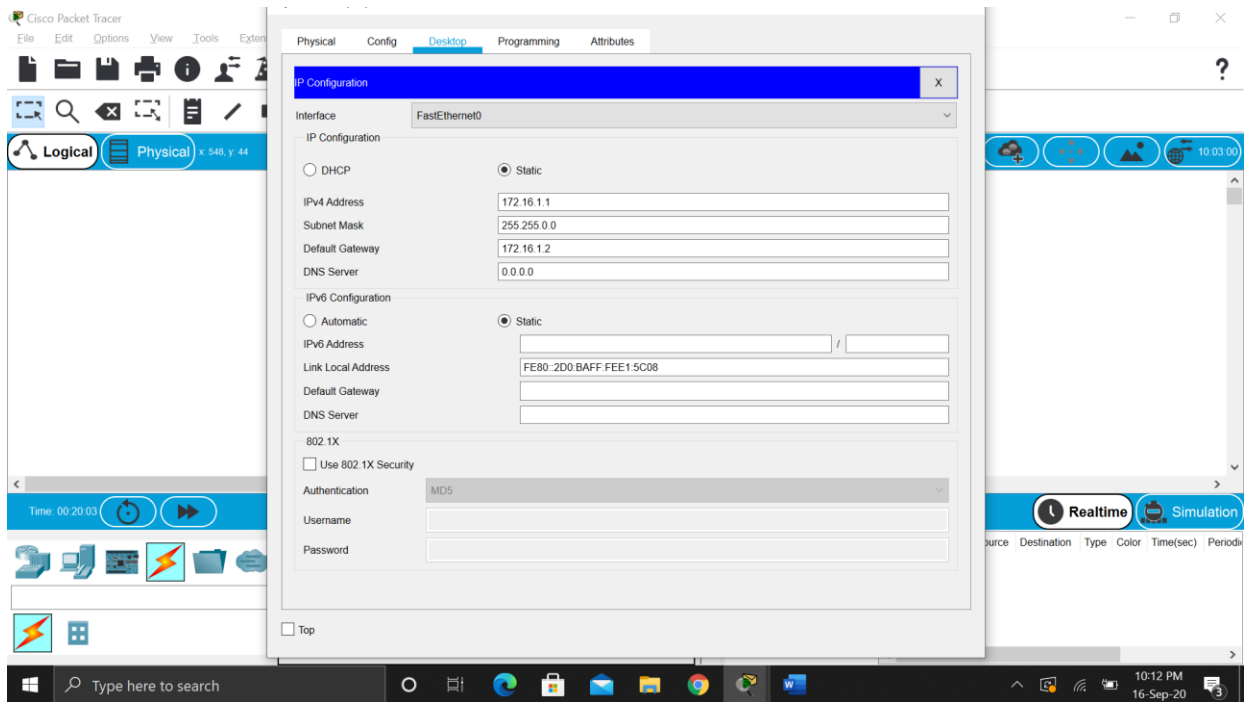 Cisco Packet Tracer
File Edit Options View Tools Exten
Physical Config Desktop Programming Attributes
IP Configuration X
Interface FastEthernet0
IP Configuration
DHCP Static
IPv4 Address 172.16.1.1
Subnet Mask 255.255.0.0
Default Gateway 172.16.1.2
DNS Server 0.0.0.0
IPv6 Configuration
Automatic Static
IPv6 Address /
Link Local Address FE80::2D0:BAFF:FEE1:5C08
Default Gateway
DNS Server
802.1X
Use 802.1X Security
Authentication MD5
Username
Password
Top
?
Logical Physical x: 548, y: 44
10:03:00
Time: 00:20:03
Realtime Simulation
ource Destination Type Color Time(sec) Periodi
Type here to search
10:12 PM
16-Sep-20
3